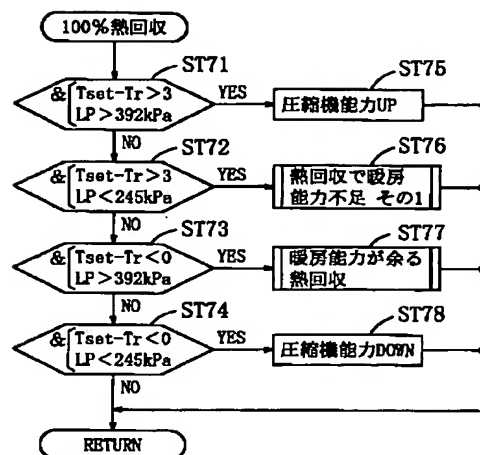 100%熱回収
ST71
& Tset-Tr>3
LP>392kPa
YES
ST75
圧縮機能力UP
NO
ST72
& Tset-Tr>3
LP<245kPa
YES
ST76
熱回収で暖房
能力不足 その1
NO
ST73
& Tset-Tr<0
LP>392kPa
YES
ST77
暖房能力が余る
熱回収
NO
ST74
& Tset-Tr<0
LP<245kPa
YES
ST78
圧縮機能力DOWN
NO
RETURN